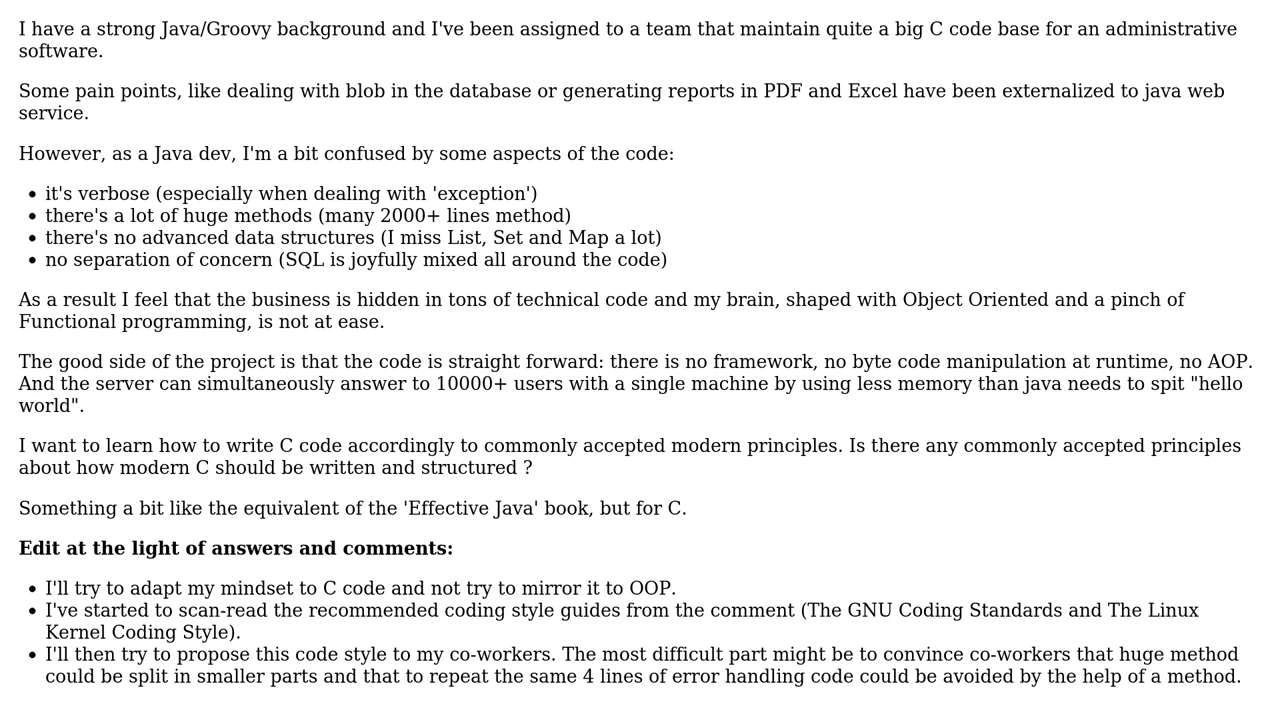 I have a strong Java/Groovy background and I've been assigned to a team that maintain quite a big C code base for an administrative
software.
Some pain points, like dealing with blob in the database or generating reports in PDF and Excel have been externalized to java web
service.
However, as a Java dev, I'm a bit confused by some aspects of the code:
• it's verbose (especially when dealing with 'exception')
• there's a lot of huge methods (many 2000+ lines method)
• there's no advanced data structures (I miss List, Set and Map a lot)
• no separation of concern (SQL is joyfully mixed all around the code)
As a result I feel that the business is hidden in tons of technical code and my brain, shaped with Object Oriented and a pinch of
Functional programming, is not at ease.
The good side of the project is that the code is straight forward: there is no framework, no byte code manipulation at runtime, no AOP.
And the server can simultaneously answer to 10000+ users with a single machine by using less memory than java needs to spit "hello
world".
I want to learn how to write C code accordingly to commonly accepted modern principles. Is there any commonly accepted principles
about how modern C should be written and structured ?
Something a bit like the equivalent of the 'Effective Java' book, but for C.
Edit at the light of answers and comments:
• I'll try to adapt my mindset to C code and not try to mirror it to OOP.
• I've started to scan-read the recommended coding style guides from the comment (The GNU Coding Standards and The Linux
Kernel Coding Style).
• I'll then try to propose this code style to my co-workers. The most difficult part might be to convince co-workers that huge method
could be split in smaller parts and that to repeat the same 4 lines of error handling code could be avoided by the help of a method.